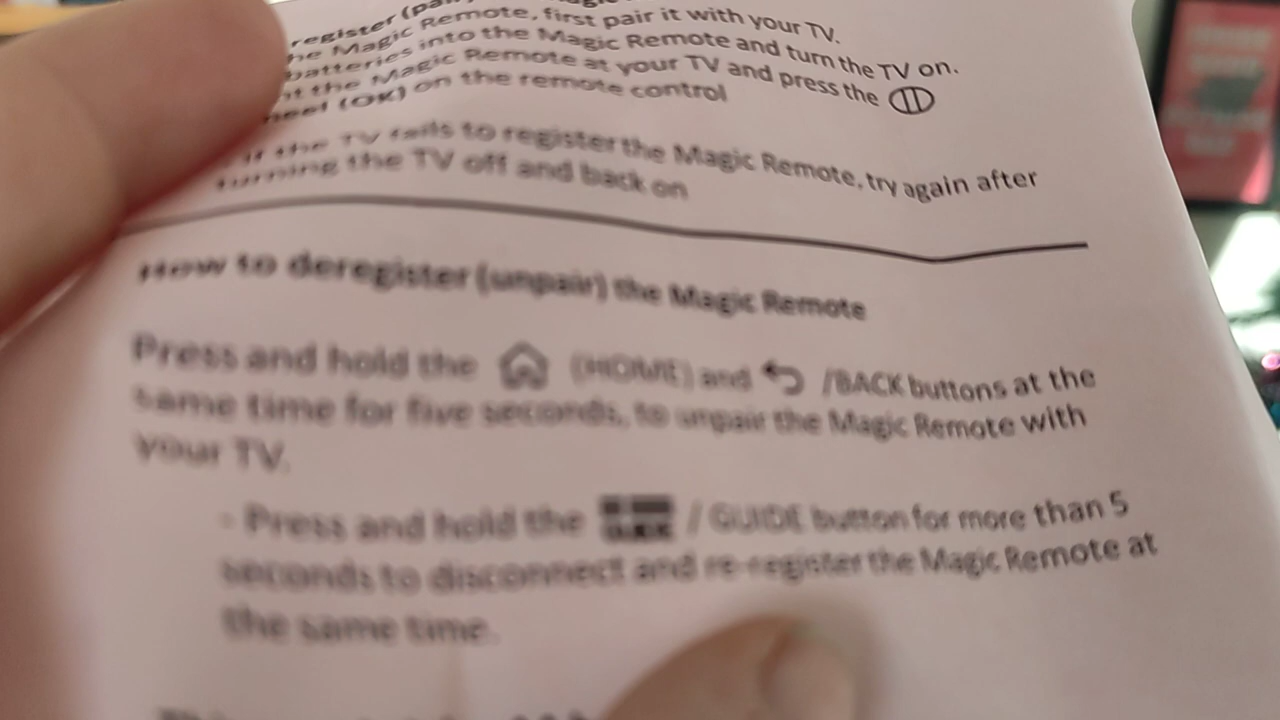 register
Magic Remote, first pair it with your TV.
batteries into the Magic Remote and turn the TV on.
the Magic Remote at your TV and press the
(OK) on the remote control
If the TV fails to register the Magic Remote, try again after
turning the TV off and back on
How to deregister (unpair) the Magic Remote
Press and hold the (HOME) and /BACK buttons at the
same time for five seconds, to unpair the Magic Remote with
your TV.
- Press and hold the / GUIDE button for more than 5
seconds to disconnect and re-register the Magic Remote at
the same time.